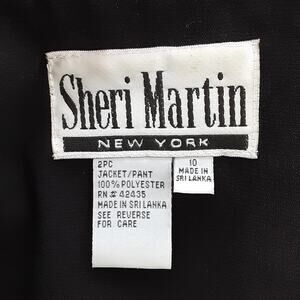 Sheri Martin
NEW YORK
2PC
JACKET/PANT
100% POLYESTER
RN# 42435
MADE IN SRI LANKA
SEE REVERSE
FOR CARE
10
MADE IN
SRI LANKA